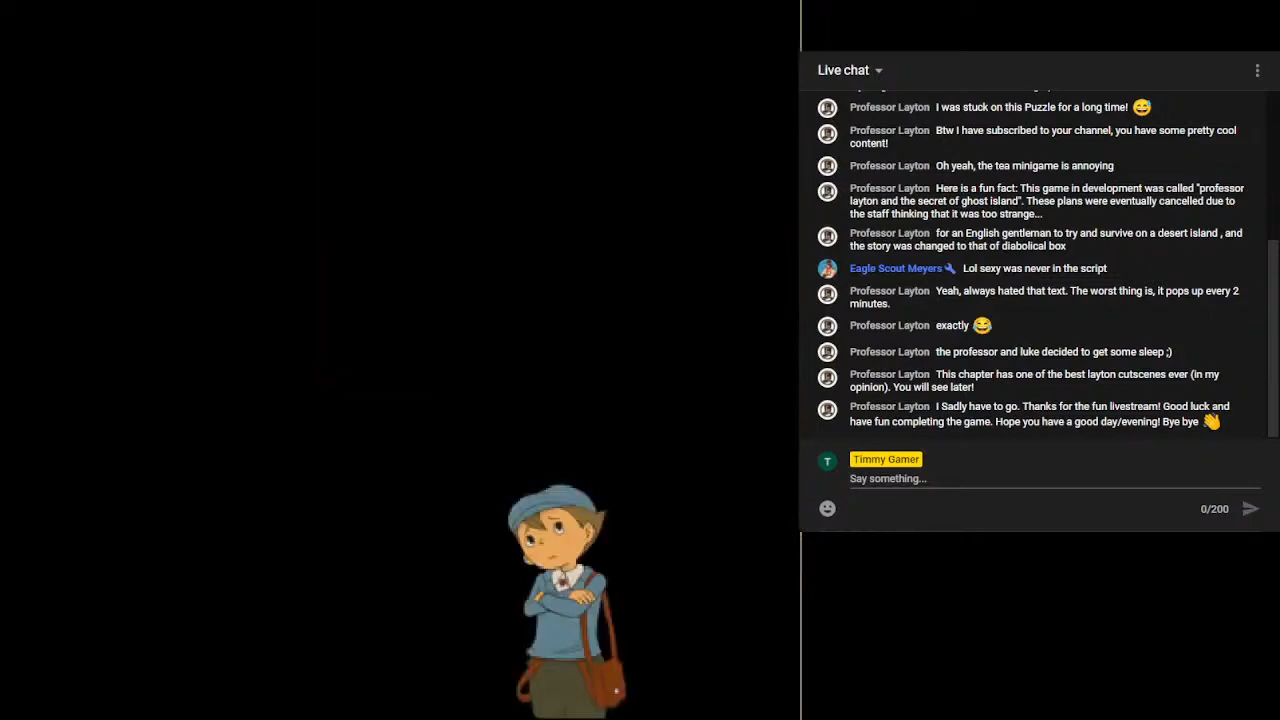 Live chat
Professor Layton I was stuck on this Puzzle for a long time! 😅
Professor Layton Btw I have subscribed to your channel, you have some pretty cool
content!
Professor Layton Oh yeah, the tea minigame is annoying
Professor Layton Here is a fun fact: This game in development was called "professor
layton and the secret of ghost island". These plans were eventually cancelled due to
the staff thinking that it was too strange...
Professor Layton for an English gentleman to try and survive on a desert island , and
the story was changed to that of diabolical box
Eagle Scout Meyers Lol sexy was never in the script
Professor Layton Yeah, always hated that text. The worst thing is, it pops up every 2
minutes.
Professor Layton exactly 😂
Professor Layton the professor and luke decided to get some sleep ;)
Professor Layton This chapter has one of the best layton cutscenes ever (in my
opinion). You will see later!
Professor Layton I Sadly have to go. Thanks for the fun livestream! Good luck and
have fun completing the game. Hope you have a good day/evening! Bye bye 👋
T
Timmy Gamer
Say something...
0/200